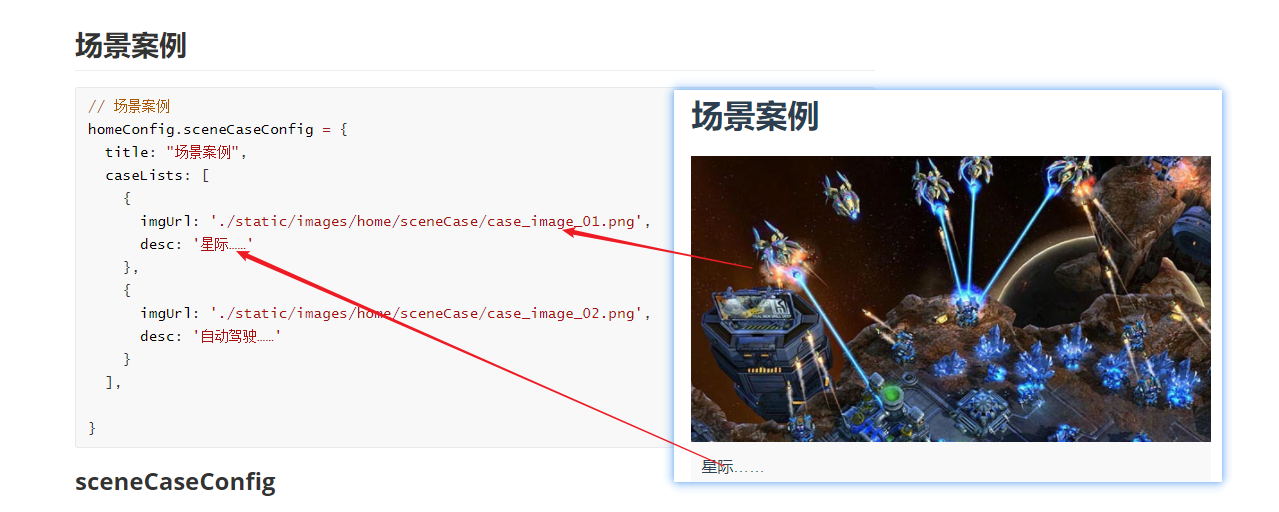 场景案例
// 场景案例
homeConfig.sceneCaseConfig = {
title: "场景案例",
caseLists: [
{
imgUrl: './static/images/home/sceneCase/case_image_01.png',
desc: '星际……'
},
{
imgUrl: './static/images/home/sceneCase/case_image_02.png',
desc: '自动驾驶……'
}
],
}
sceneCaseConfig
场景案例
星际……